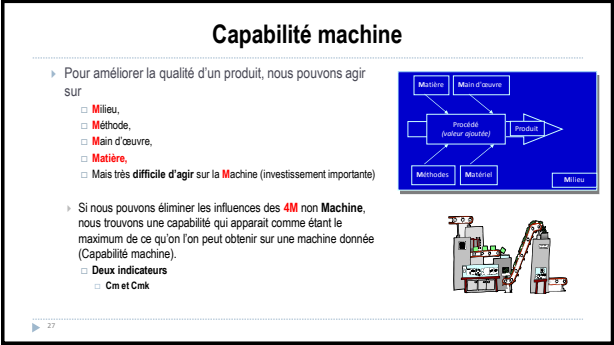 Capabilité machine
Pour améliorer la qualité d'un produit, nous pouvons agir
sur
Milieu,
Méthode,
Main d'œuvre,
Matière,
Mais très difficile d'agir sur la Machine (investissement importante)
Si nous pouvons éliminer les influences des 4M non Machine,
nous trouvons une capabilité qui apparait comme étant le
maximum de ce qu'on l'on peut obtenir sur une machine donnée
(Capabilité machine).
Deux indicateurs
Cm et Cmk
Matière
Main d'œuvre
Procédé
(valeur ajoutée)
Produit
Méthodes
Matériel
Milieu
27